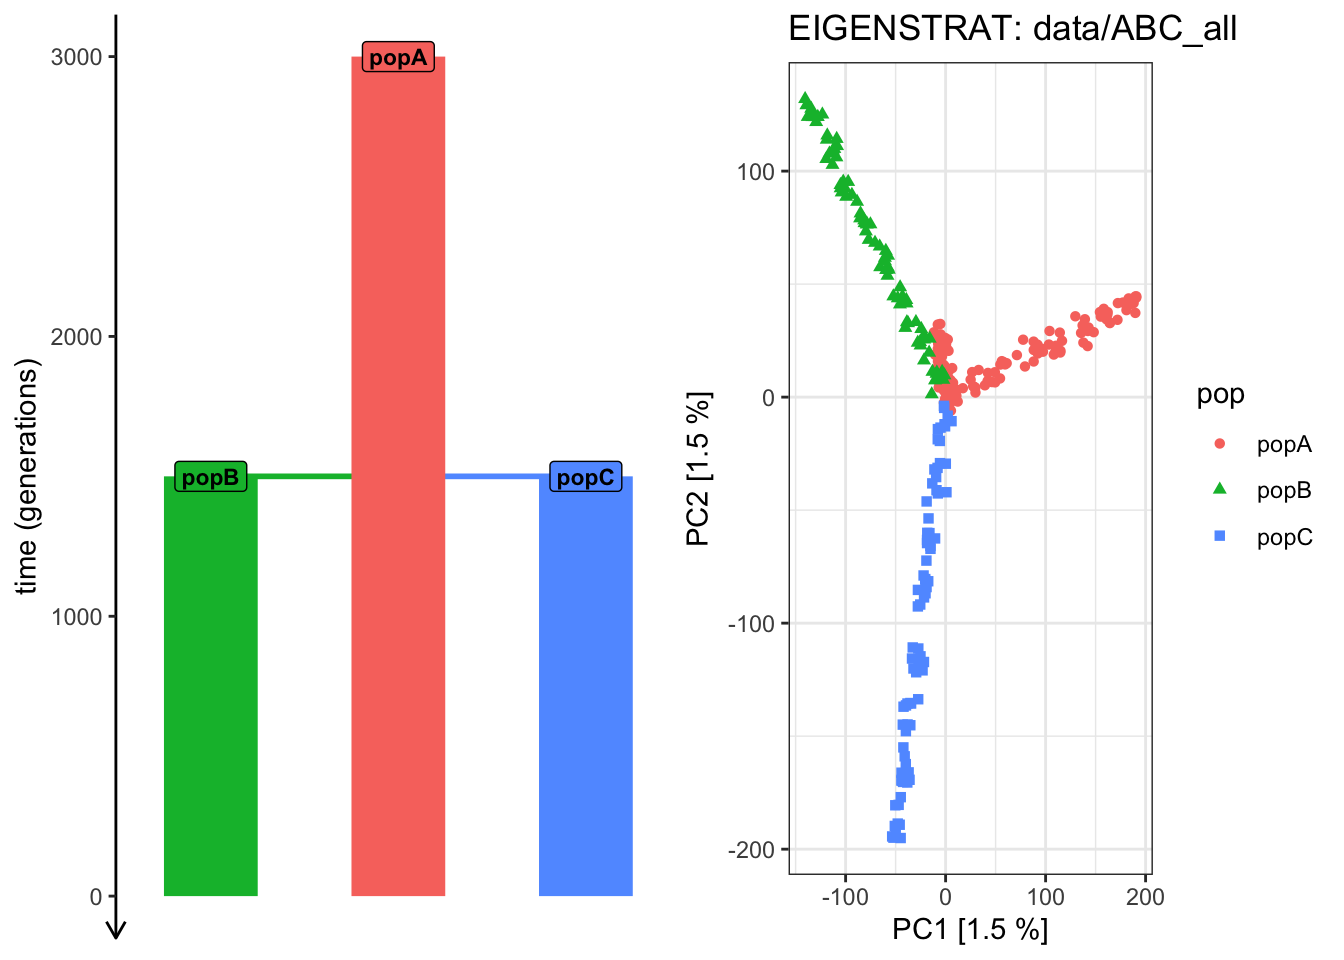 time (generations)
3000
2000
1000
0
popA
popB
popC
EIGENSTRAT: data/ABC_all
PC2 [1.5 %]
100
0
-100
-200
-100
0
100
200
PC1 [1.5 %]
pop
popA
popB
popC